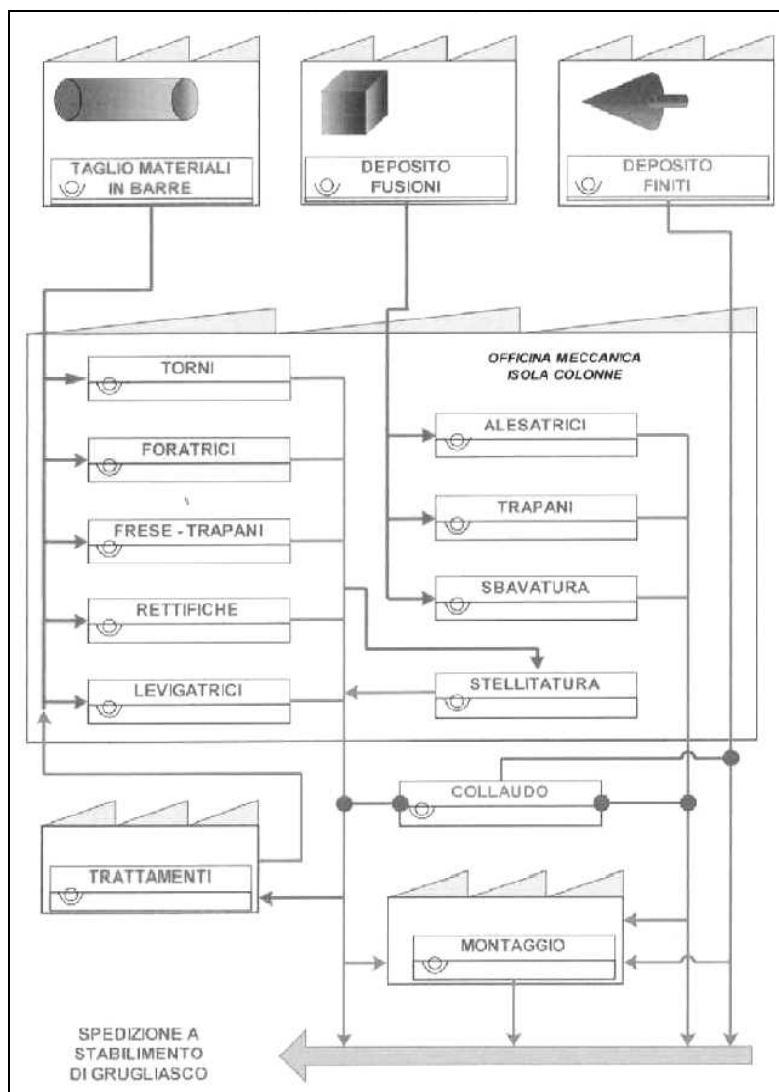 TAGLIO MATERIALI
IN BARRE
DEPOSITO
FUSIONI
DEPOSITO
FINITI
OFFICINA MECCANICA
ISOLA COLONNE
TORNI
FORATRICI
FRESE - TRAPANI
RETTIFICHE
LEVIGATRICI
ALESATRICI
TRAPANI
SBAVATURA
STELLITATURA
COLLAUDO
TRATTAMENTI
MONTAGGIO
SPEDIZIONE A
STABILIMENTO
DI GRUGLIASCO